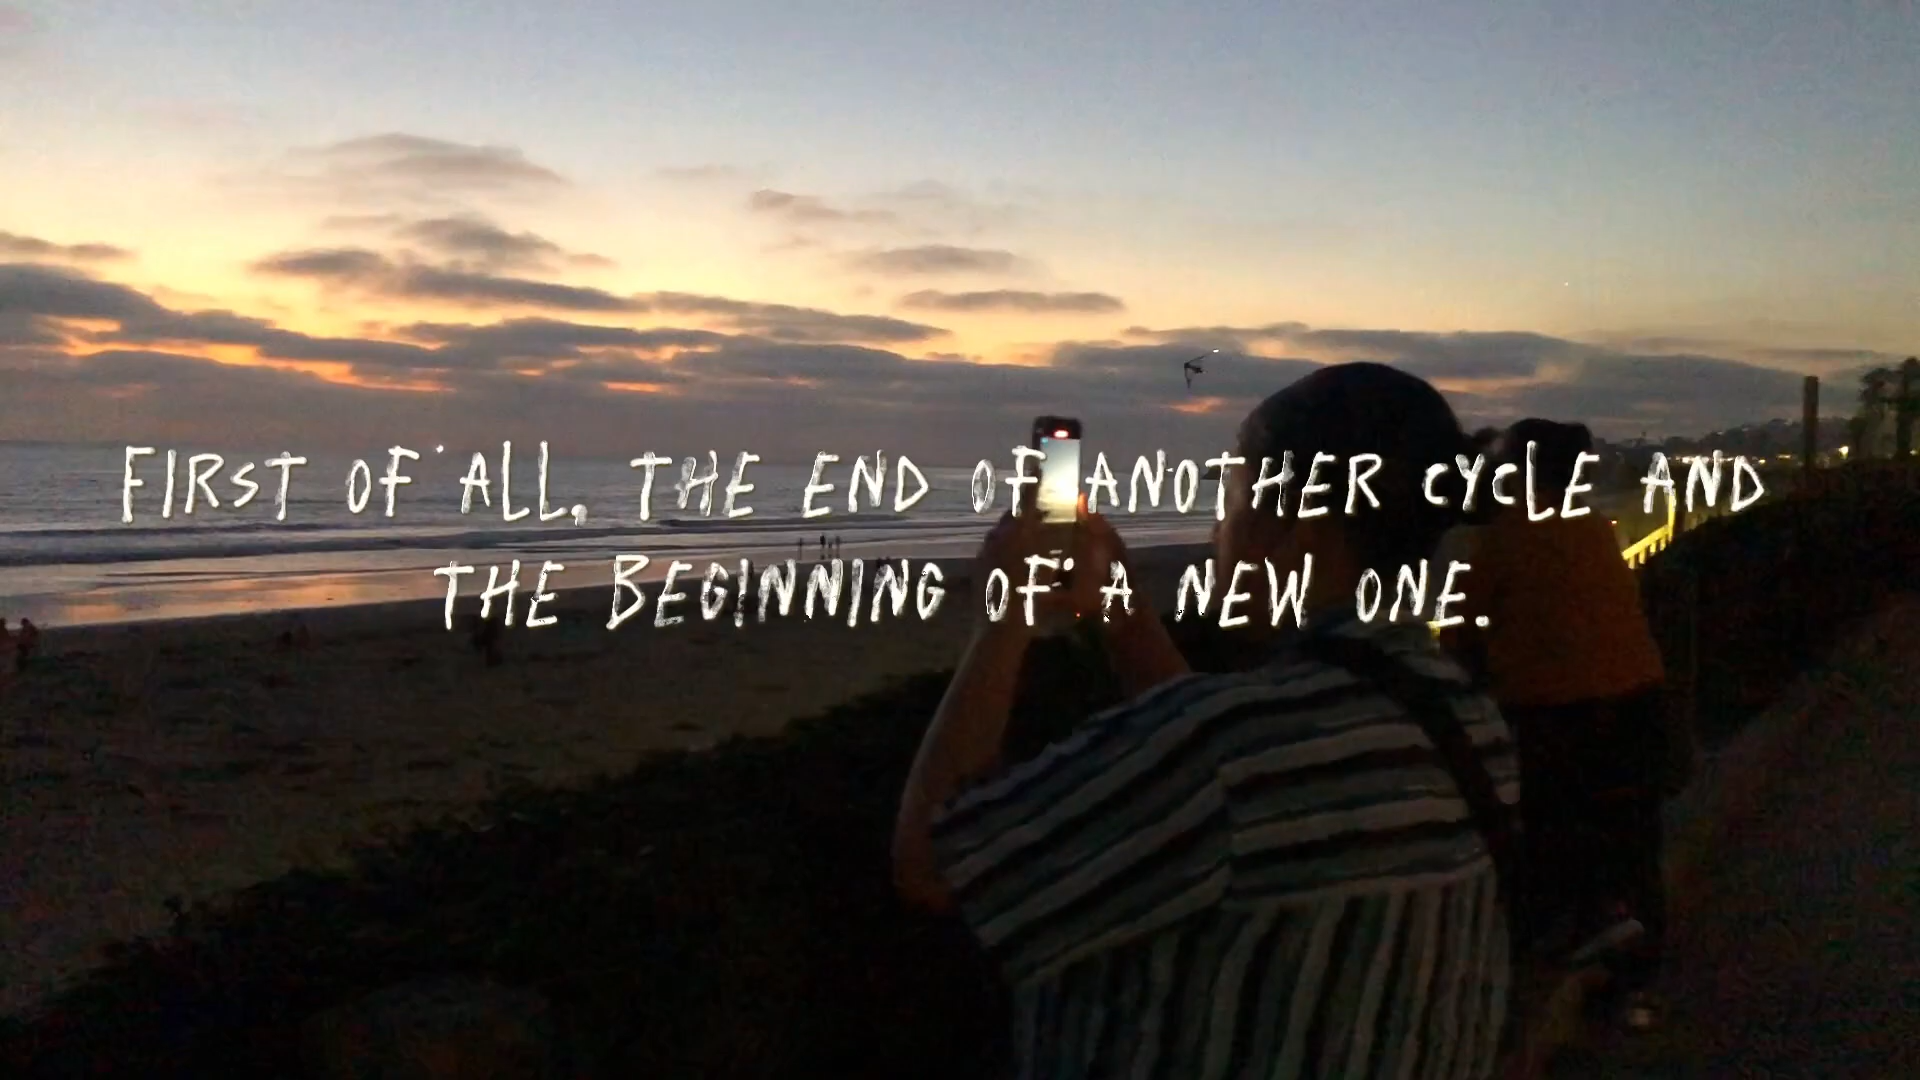 FIRST OF ALL, THE END OF ANOTHER CYCLE AND
THE BEGINNING OF A NEW ONE.